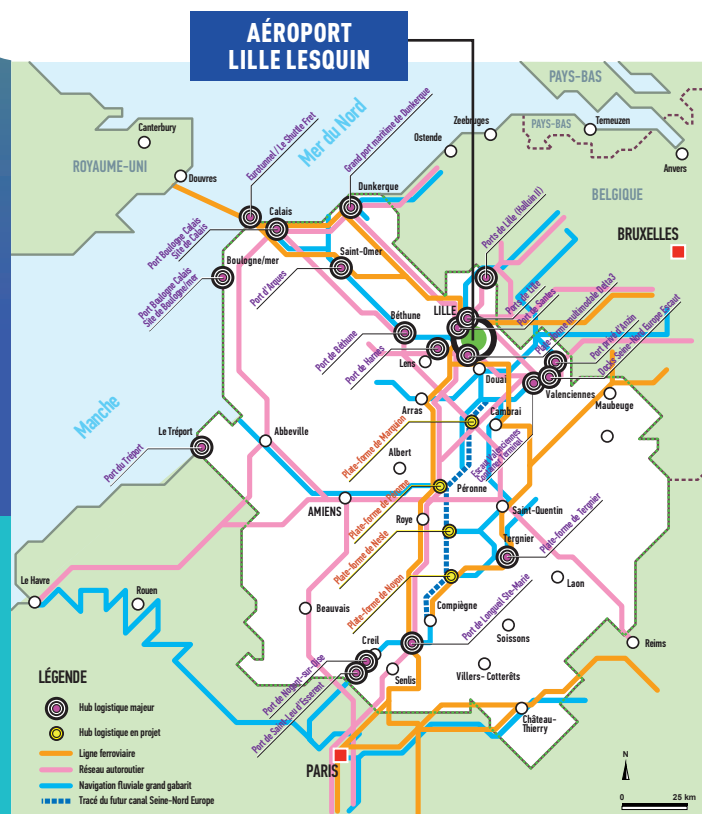 AÉROPORT
LILLE LESQUIN
PAYS-BAS
PAYS-BAS
Terneuzen
Zeebruges
Ostende
Anvers
Canterbury
ROYAUME-UNI
Douvres
Mer du Nord
Eurotunnel / Le Shuttle Fret
Grand port maritime de Dunkerque
Dunkerque
BELGIQUE
BRUXELLES
Calais
Port Boulogne Calais
Site de Calais
Boulogne/mer
Port Boulogne Calais
Site de Boulogne/mer
Saint-Omer
Port d'Arques
Ports de Lille (Halluin II)
LILLE
Ports de Lille
Port de Santes
Plate-forme multimodale Delta3
Port privé d'Anzin
Docks Seine-Nord Europe Escaut
Béthune
Port de Béthune
Port de Harnes
Lens
Douai
Valenciennes
Maubeuge
Arras
Cambrai
Manche
Plate-forme de Marquion
Escaut Valenciennes
Container Terminal
Le Tréport
Port du Tréport
Abbeville
Albert
AMIENS
Péronne
Plate-forme de Péronne
Roye
Saint-Quentin
Plate-forme de Nesle
Tergnier
Plate-forme de Tergnier
Plate-forme de Noyon
Laon
Le Havre
Rouen
Beauvais
Compiègne
Port de Longueil Ste-Marie
Soissons
Reims
Creil
Senlis
Villers-Cotterêts
Port de Nogent-sur-Oise
Port de Saint-Leu d'Esserent
Château-
Thierry
PARIS
LÉGENDE
Hub logistique majeur
Hub logistique en projet
Ligne ferroviaire
Réseau autoroutier
Navigation fluviale grand gabarit
Tracé du futur canal Seine-Nord Europe
N
0 25 km